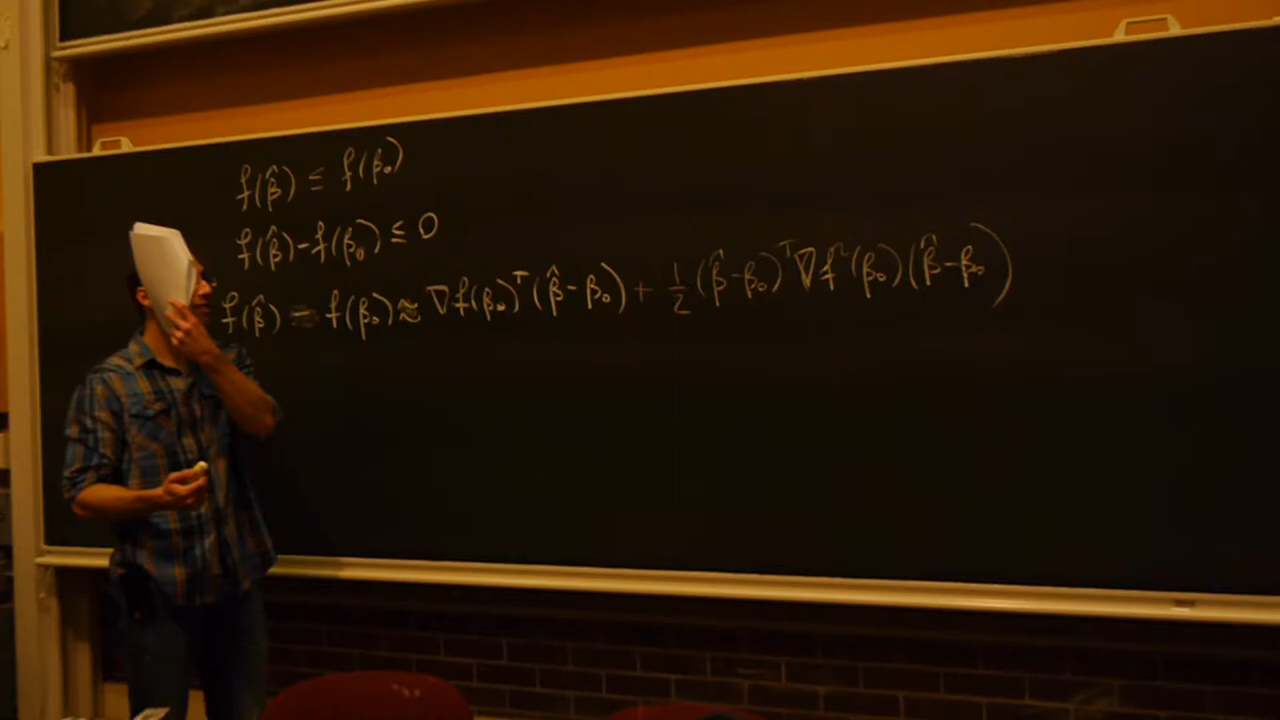 f(β̂) ≤ f(β₀)
f(β̂) - f(β₀) ≤ 0
f(β̂) - f(β₀) ≈ ∇f(β₀)ᵀ(β̂ - β₀) + ½(β̂ - β₀)ᵀ∇f²(β₀)(β̂ - β₀)